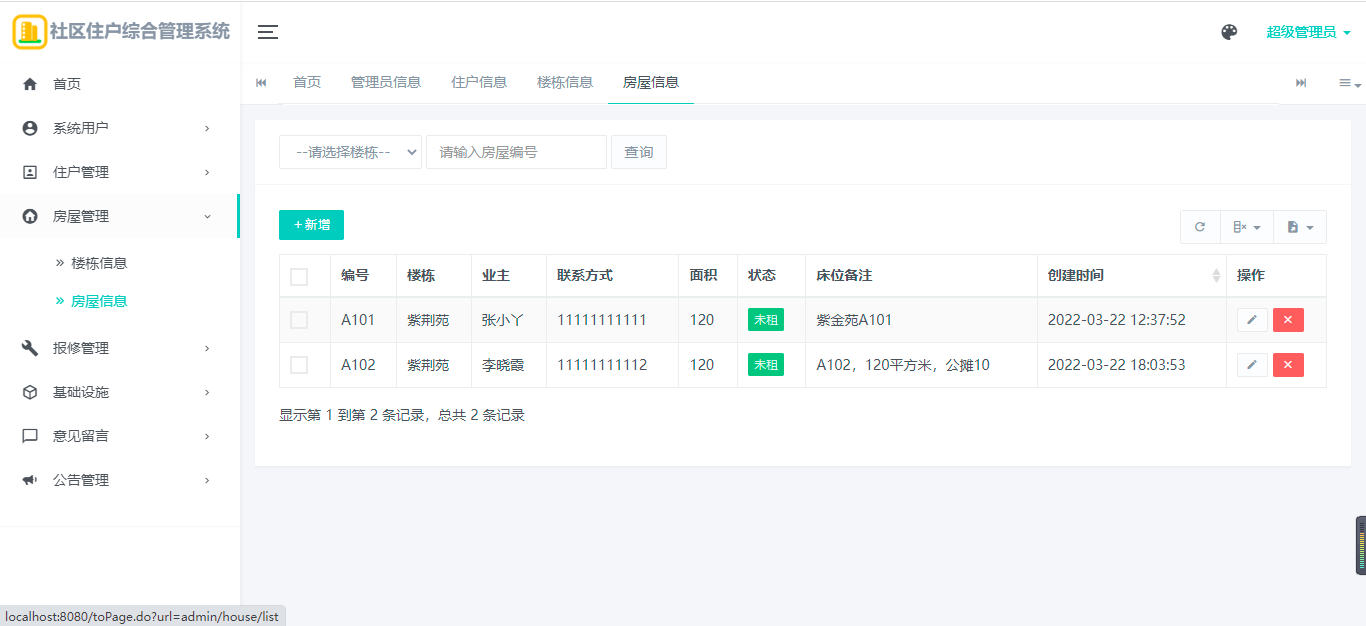 社区住户综合管理系统
超级管理员
首页
系统用户
住户管理
房屋管理
楼栋信息
房屋信息
报修管理
基础设施
意见留言
公告管理
首页 管理员信息 住户信息 楼栋信息 房屋信息
--请选择楼栋-- 请输入房屋编号 查询
+新增
编号 楼栋 业主 联系方式 面积 状态 床位备注 创建时间 操作
A101 紫荆苑 张小丫 11111111111 120 未租 紫金苑A101 2022-03-22 12:37:52
A102 紫荆苑 李晓霞 11111111112 120 未租 A102，120平方米，公摊10 2022-03-22 18:03:53
显示第 1 到第 2 条记录，总共 2 条记录
localhost:8080/toPage.do?url=admin/house/list